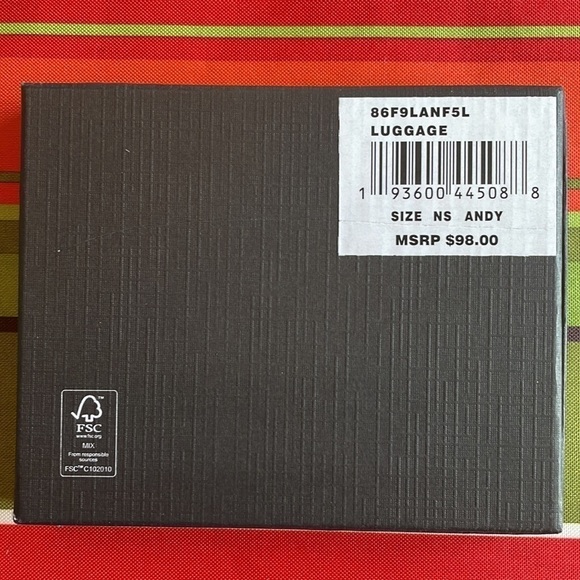 86F9LANF5L
LUGGAGE
1 93600 44508 8
SIZE NS ANDY
MSRP $98.00
FSC™
www.fsc.org
MIX
From responsible
sources
FSC™ C102010